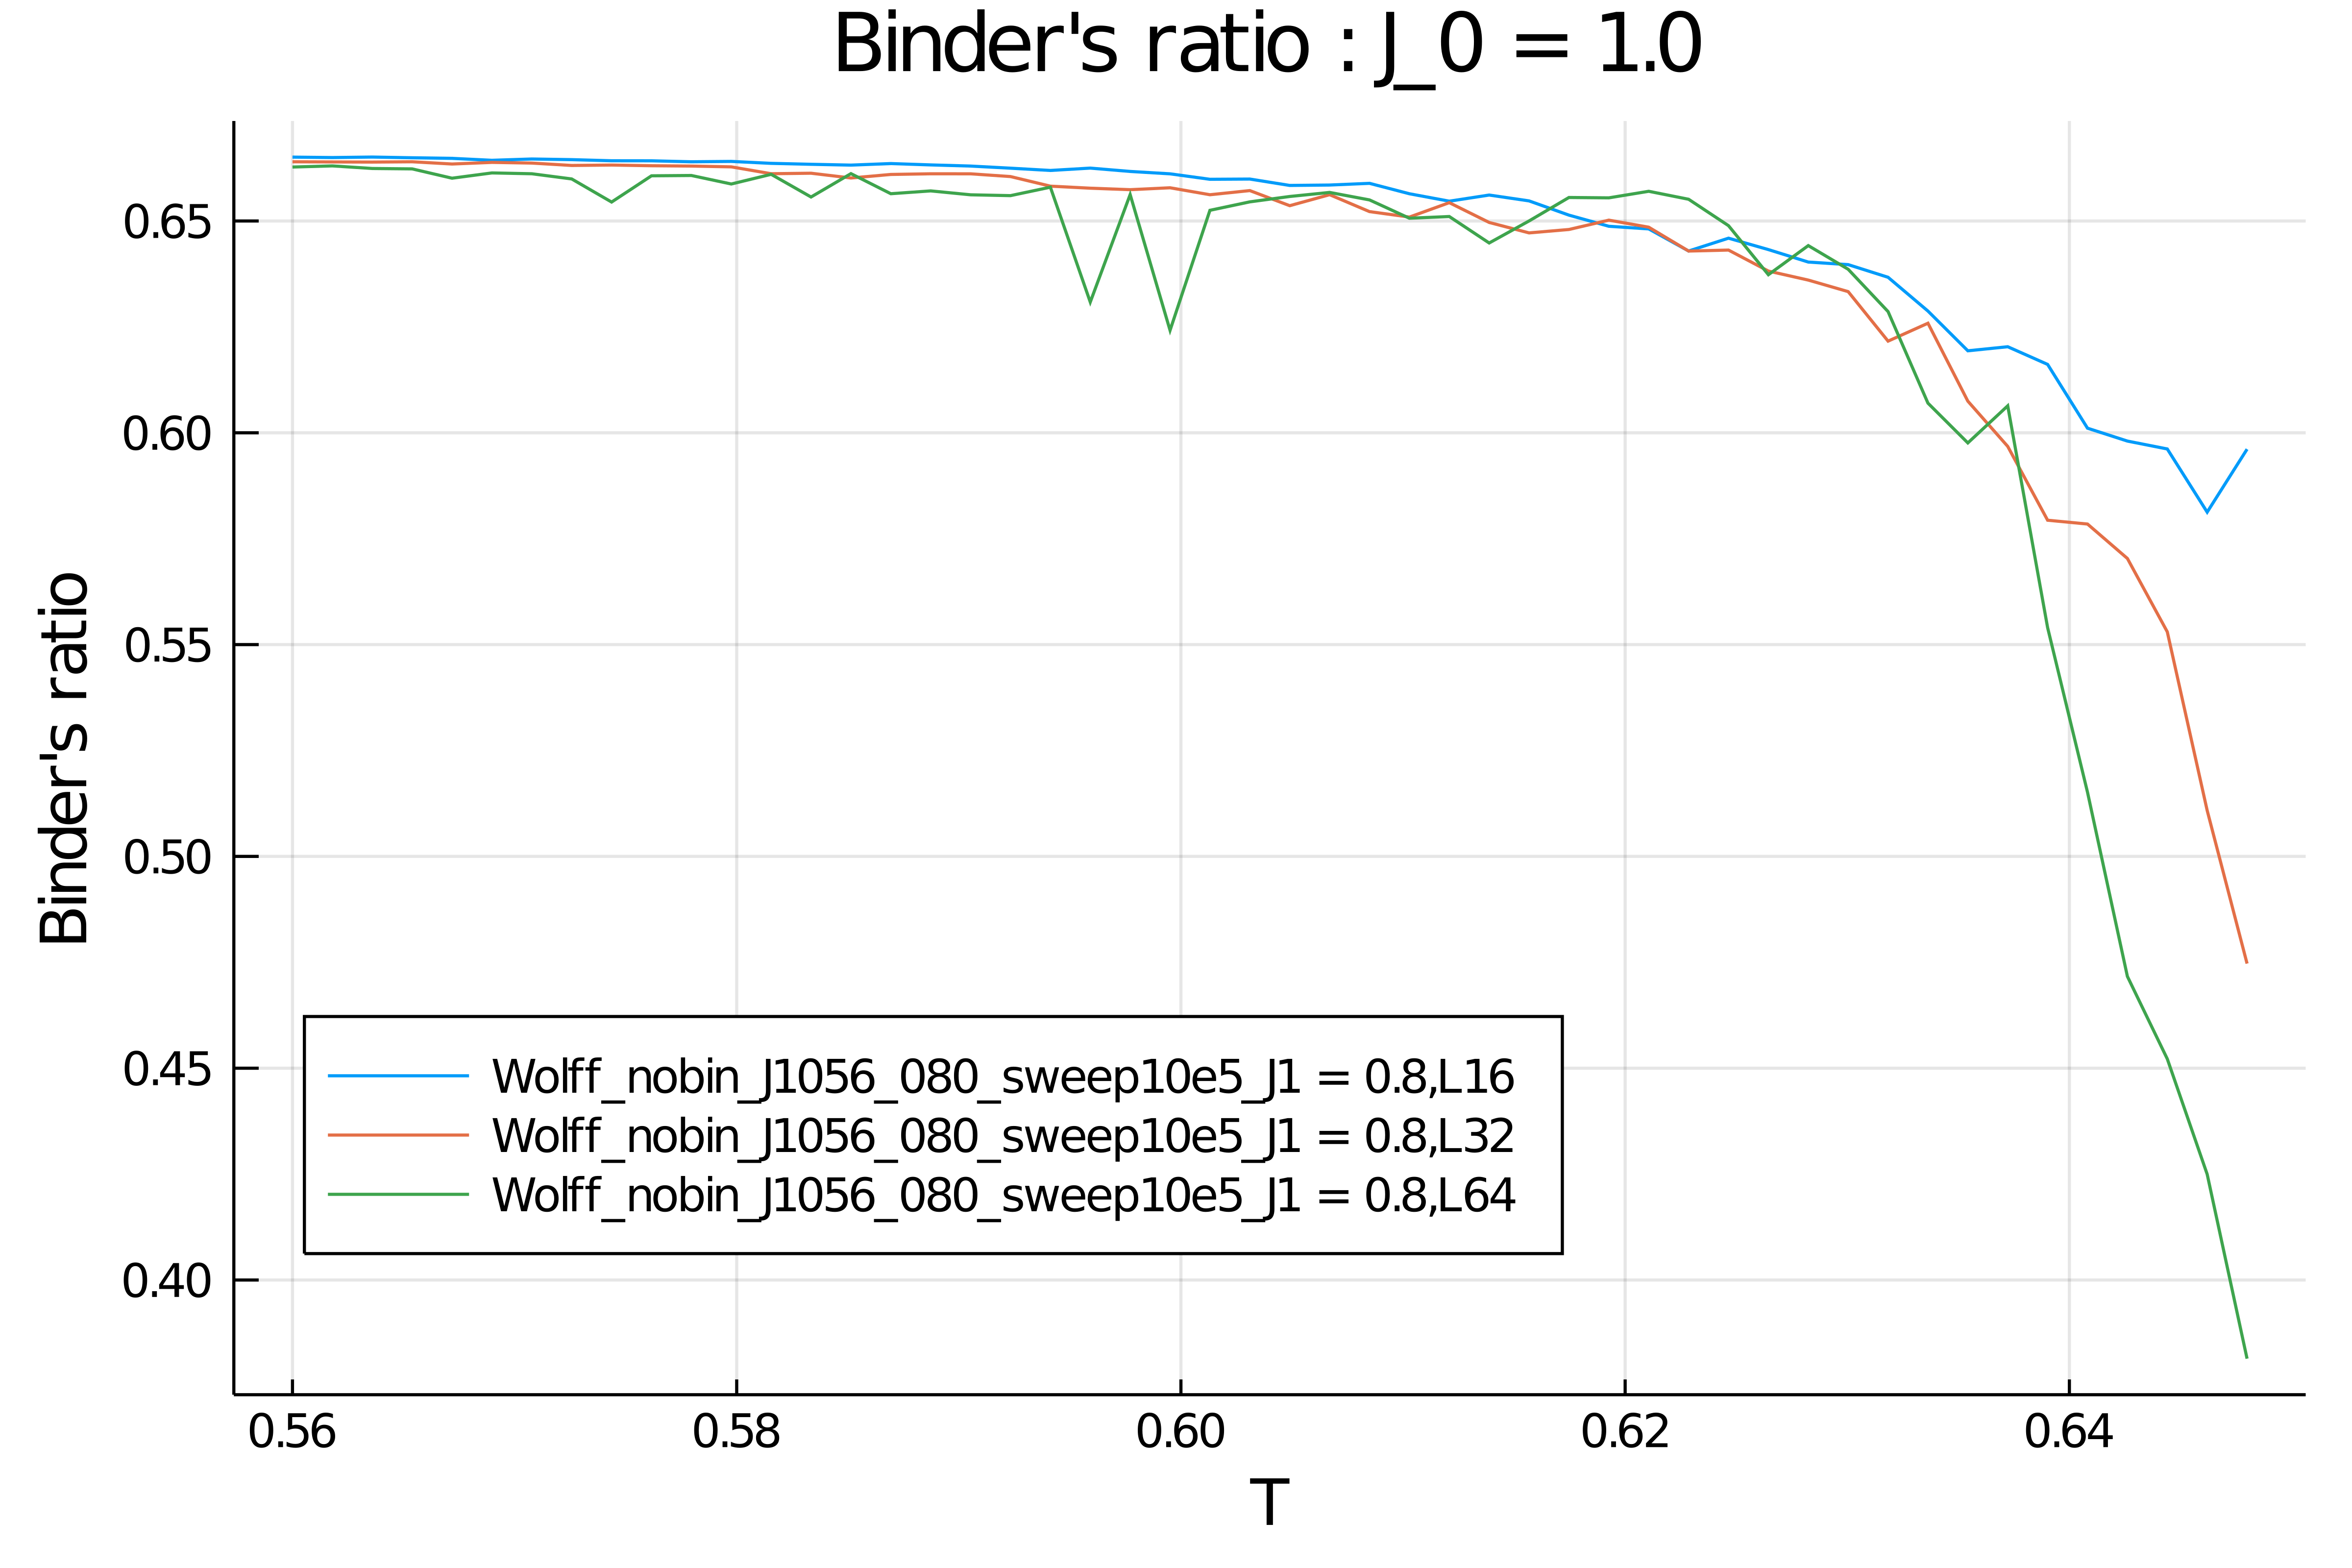 Binder's ratio : J_0 = 1.0
Binder's ratio
0.65
0.60
0.55
0.50
0.45
0.40
Wolff_nobin_J1056_080_sweep10e5_J1 = 0.8,L16
Wolff_nobin_J1056_080_sweep10e5_J1 = 0.8,L32
Wolff_nobin_J1056_080_sweep10e5_J1 = 0.8,L64
0.56 0.58 0.60 0.62 0.64
T